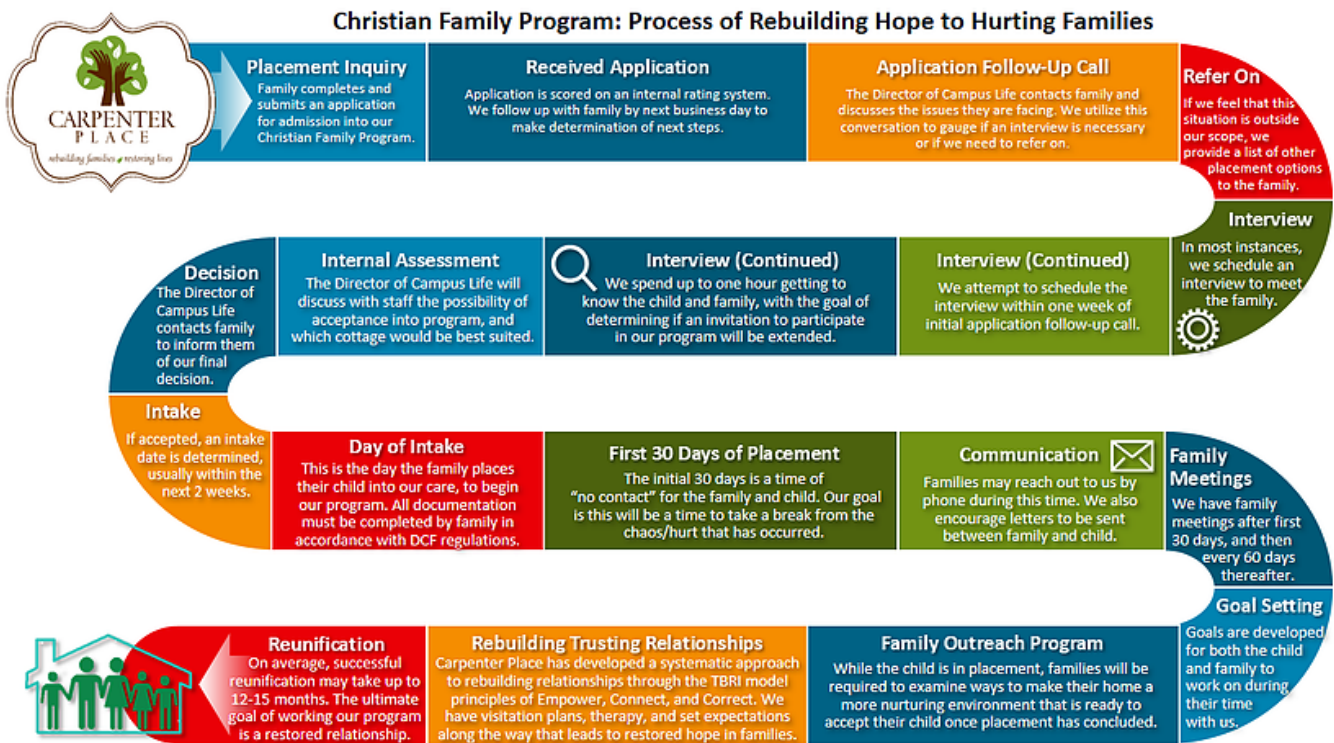 Christian Family Program: Process of Rebuilding Hope to Hurting Families
CARPENTER
PLACE
rebuilding families restoring lives
Placement Inquiry
Family completes and
submits an application
for admission into our
Christian Family Program.
Received Application
Application is scored on an internal rating system.
We follow up with family by next business day to
make determination of next steps.
Application Follow-Up Call
The Director of Campus Life contacts family and
discusses the issues they are facing. We utilize this
conversation to gauge if an interview is necessary
or if we need to refer on.
Refer On
If we feel that this
situation is outside
our scope, we
provide a list of other
placement options
to the family.
Interview
In most instances,
we schedule an
interview to meet
the family.
Interview (Continued)
We attempt to schedule the
interview within one week of
initial application follow-up call.
Interview (Continued)
We spend up to one hour getting to
know the child and family, with the goal of
determining if an invitation to participate
in our program will be extended.
Internal Assessment
The Director of Campus Life will
discuss with staff the possibility of
acceptance into program, and
which cottage would be best suited.
Decision
The Director of
Campus Life
contacts family
to inform them
of our final
decision.
Intake
If accepted, an intake
date is determined,
usually within the
next 2 weeks.
Day of Intake
This is the day the family places
their child into our care, to begin
our program. All documentation
must be completed by family in
accordance with DCF regulations.
First 30 Days of Placement
The initial 30 days is a time of
“no contact” for the family and child. Our goal
is this will be a time to take a break from the
chaos/hurt that has occurred.
Communication
Families may reach out to us by
phone during this time. We also
encourage letters to be sent
between family and child.
Family
Meetings
We have family
meetings after first
30 days, and then
every 60 days
thereafter.
Goal Setting
Goals are developed
for both the child
and family to
work on during
their time
with us.
Family Outreach Program
While the child is in placement, families will be
required to examine ways to make their home a
more nurturing environment that is ready to
accept their child once placement has concluded.
Rebuilding Trusting Relationships
Carpenter Place has developed a systematic approach
to rebuilding relationships through the TBRI model
principles of Empower, Connect, and Correct. We
have visitation plans, therapy, and set expectations
along the way that leads to restored hope in families.
Reunification
On average, successful
reunification may take up to
12-15 months. The ultimate
goal of working our program
is a restored relationship.